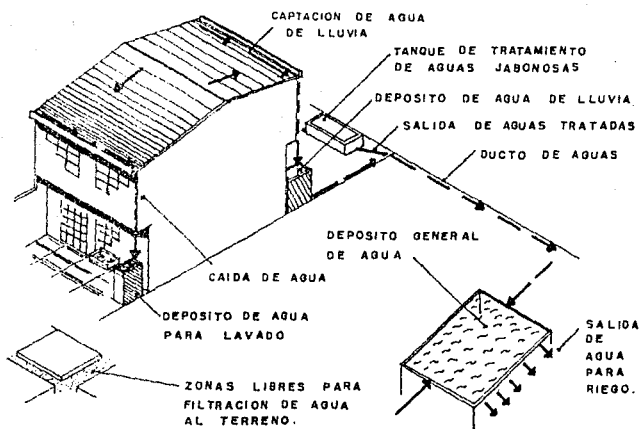 CAPTACION DE AGUA
DE LLUVIA
TANQUE DE TRATAMIENTO
DE AGUAS JABONOSAS
DEPOSITO DE AGUA DE LLUVIA
SALIDA DE AGUAS TRATADAS
DUCTO DE AGUAS
DEPOSITO GENERAL
DE AGUA
CAIDA DE AGUA
DEPOSITO DE AGUA
PARA LAVADO
SALIDA
DE
AGUA
PARA
RIEGO.
ZONAS LIBRES PARA
FILTRACION DE AGUA
AL TERRENO.